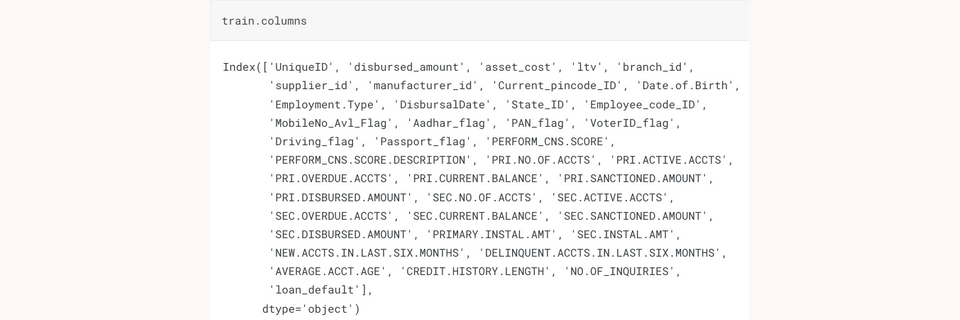 train.columns
Index(['UniqueID', 'disbursed_amount', 'asset_cost', 'ltv', 'branch_id',
'supplier_id', 'manufacturer_id', 'Current_pincode_ID', 'Date.of.Birth',
'Employment.Type', 'DisbursalDate', 'State_ID', 'Employee_code_ID',
'MobileNo_Avl_Flag', 'Aadhar_flag', 'PAN_flag', 'VoterID_flag',
'Driving_flag', 'Passport_flag', 'PERFORM_CNS.SCORE',
'PERFORM_CNS.SCORE.DESCRIPTION', 'PRI.NO.OF.ACCTS', 'PRI.ACTIVE.ACCTS',
'PRI.OVERDUE.ACCTS', 'PRI.CURRENT.BALANCE', 'PRI.SANCTIONED.AMOUNT',
'PRI.DISBURSED.AMOUNT', 'SEC.NO.OF.ACCTS', 'SEC.ACTIVE.ACCTS',
'SEC.OVERDUE.ACCTS', 'SEC.CURRENT.BALANCE', 'SEC.SANCTIONED.AMOUNT',
'SEC.DISBURSED.AMOUNT', 'PRIMARY.INSTAL.AMT', 'SEC.INSTAL.AMT',
'NEW.ACCTS.IN.LAST.SIX.MONTHS', 'DELINQUENT.ACCTS.IN.LAST.SIX.MONTHS',
'AVERAGE.ACCT.AGE', 'CREDIT.HISTORY.LENGTH', 'NO.OF_INQUIRIES',
'loan_default'],
dtype='object')